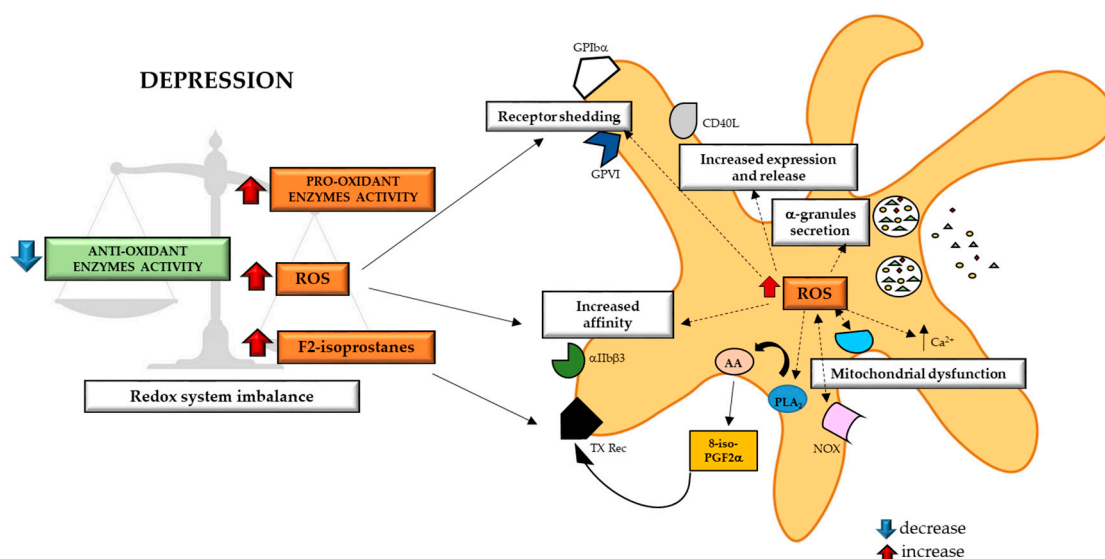 DEPRESSION
PRO-OXIDANT
ENZYMES ACTIVITY
ANTI-OXIDANT
ENZYMES ACTIVITY
ROS
F2-isoprostanes
Redox system imbalance
GPIbα
Receptor shedding
GPVI
CD40L
Increased expression
and release
α-granules
secretion
ROS
Increased
affinity
αIIbβ3
Ca²⁺
Mitochondrial dysfunction
AA
PLA₂
NOX
TX Rec
8-iso-
PGF2α
decrease
increase